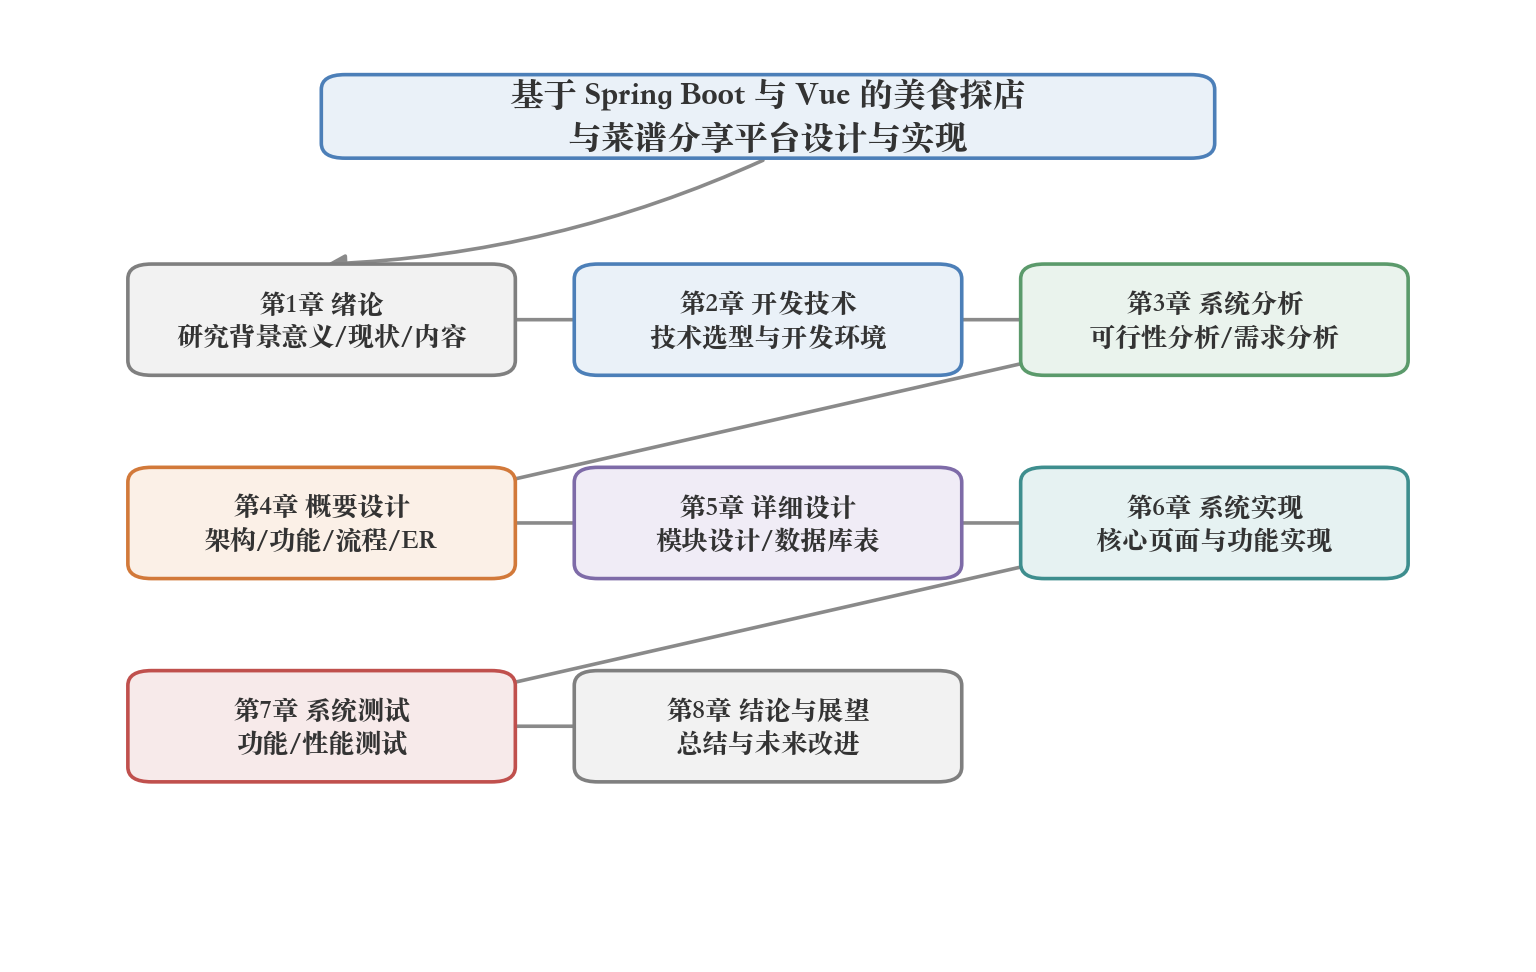 基于 Spring Boot 与 Vue 的美食探店
与菜谱分享平台设计与实现
第1章 绪论
研究背景意义/现状/内容
第2章 开发技术
技术选型与开发环境
第3章 系统分析
可行性分析/需求分析
第4章 概要设计
架构/功能/流程/ER
第5章 详细设计
模块设计/数据库表
第6章 系统实现
核心页面与功能实现
第7章 系统测试
功能/性能测试
第8章 结论与展望
总结与未来改进